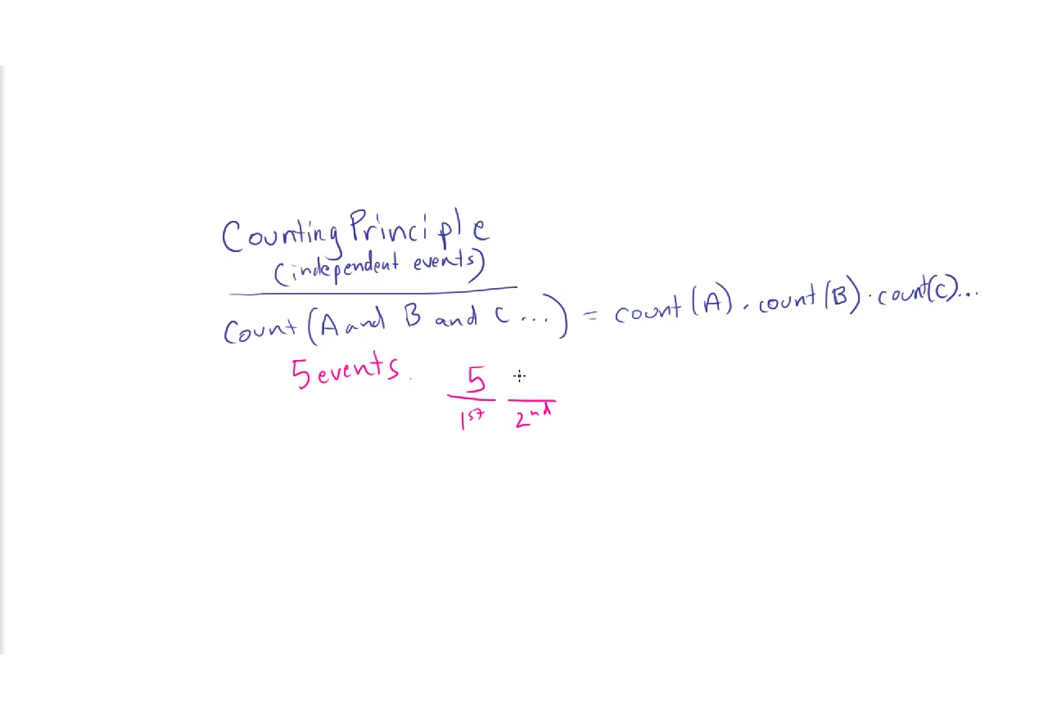 Counting Principle
(independent events)
Count (A and B and C ...) = count (A) . count (B) . count (C) ...
5 events. 5
1st 2nd